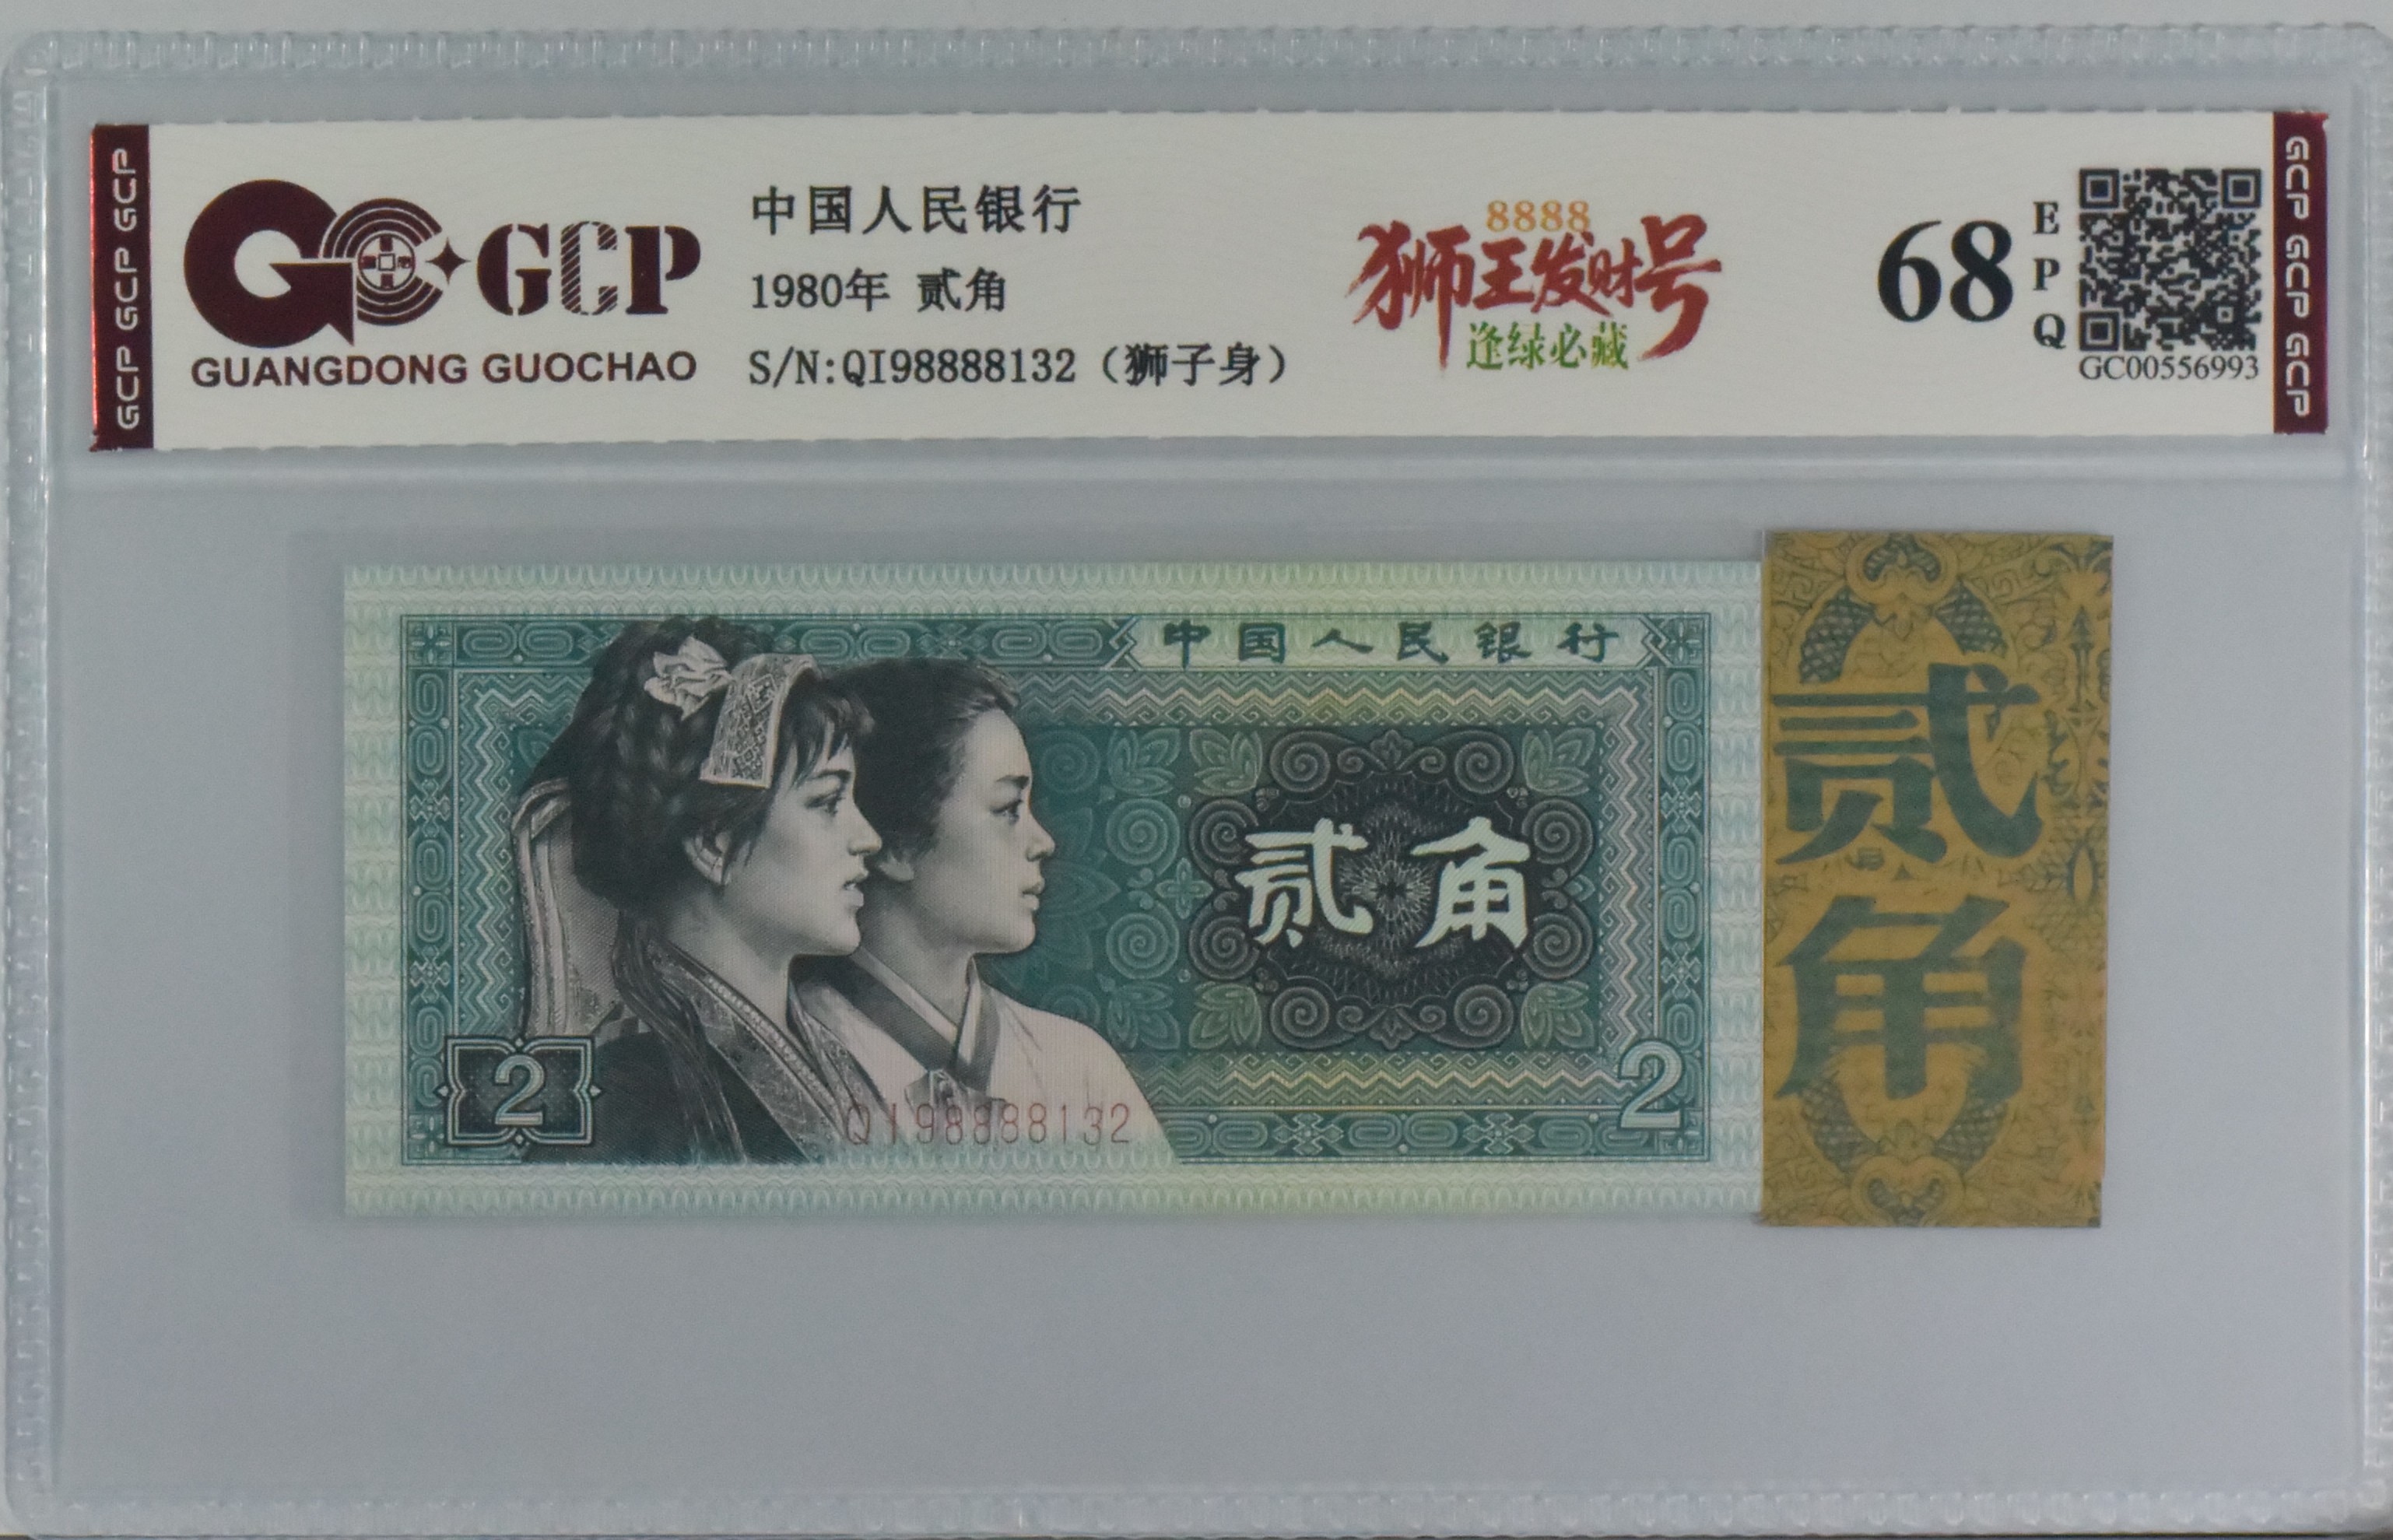 GCP GCP GCP
GCP
GUANGDONG GUOCHAO
中国人民银行
1980年 贰角
S/N:QI98888132（狮子身）
8888
狮王发财号
逢绿必藏
68
E
P
Q
GC00556993
GCP GCP GCP
中国人民银行
贰角
2
QI98888132
2
贰
角